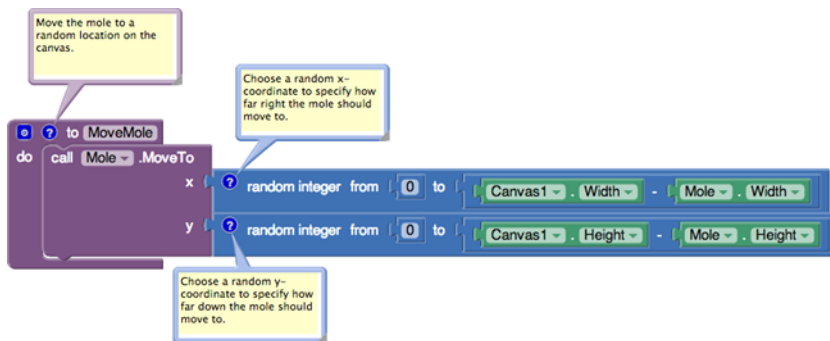 Move the mole to a
random location on the
canvas.
Choose a random x-
coordinate to specify how
far right the mole should
move to.
? to MoveMole
do call Mole .MoveTo
x ? random integer from 0 to Canvas1 . Width - Mole . Width
y ? random integer from 0 to Canvas1 . Height - Mole . Height
Choose a random y-
coordinate to specify how
far down the mole should
move to.